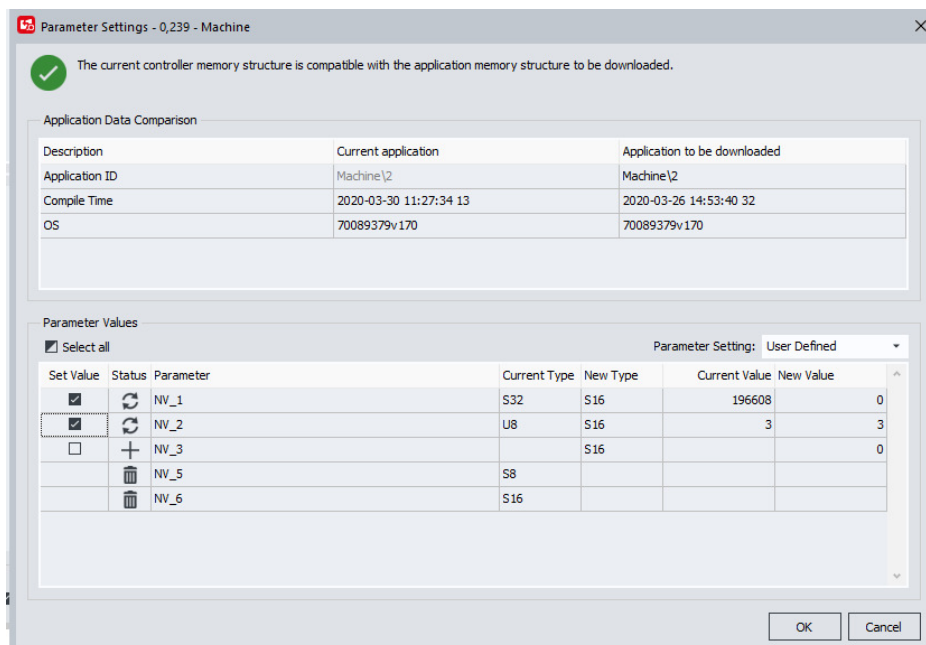 Parameter Settings - 0,239 - Machine
The current controller memory structure is compatible with the application memory structure to be downloaded.
Application Data Comparison
Description Current application Application to be downloaded
Application ID Machine\2 Machine\2
Compile Time 2020-03-30 11:27:34 13 2020-03-26 14:53:40 32
OS 70089379v170 70089379v170
Parameter Values
Select all Parameter Setting: User Defined
Set Value Status Parameter Current Type New Type Current Value New Value
NV_1 S32 S16 196608 0
NV_2 U8 S16 3 3
NV_3 S16 0
NV_5 S8
NV_6 S16
OK Cancel